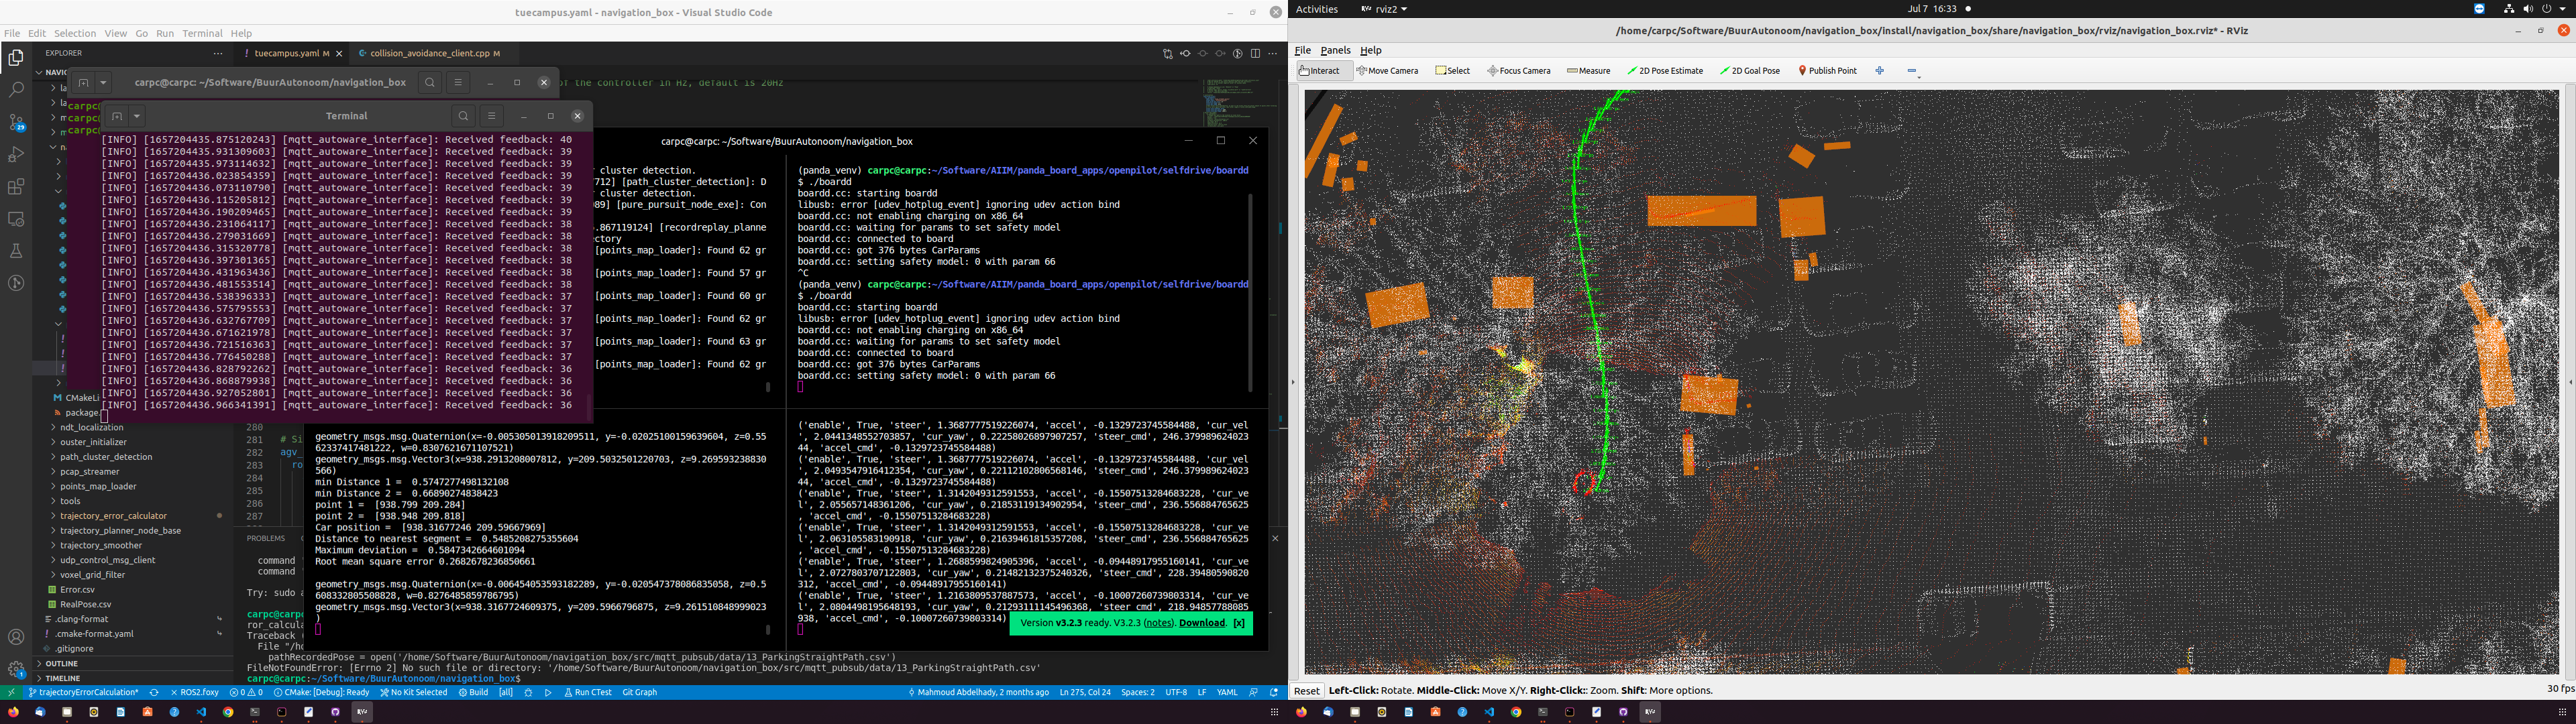 tuecampus.yaml - navigation_box - Visual Studio Code
File Edit Selection View Go Run Terminal Help
EXPLORER
tuecampus.yaml M
collision_avoidance_client.cpp M
carpc@carpc: ~/Software/BuurAutonoom/navigation_box
of the controller in Hz, default is 20Hz
Terminal
[INFO] [1657204435.875120243] [mqtt_autoware_interface]: Received feedback: 40
[INFO] [1657204435.931309603] [mqtt_autoware_interface]: Received feedback: 39
[INFO] [1657204435.973114632] [mqtt_autoware_interface]: Received feedback: 39
[INFO] [1657204436.023854359] [mqtt_autoware_interface]: Received feedback: 39
[INFO] [1657204436.073110790] [mqtt_autoware_interface]: Received feedback: 39
[INFO] [1657204436.115205812] [mqtt_autoware_interface]: Received feedback: 39
[INFO] [1657204436.190209465] [mqtt_autoware_interface]: Received feedback: 39
[INFO] [1657204436.231064117] [mqtt_autoware_interface]: Received feedback: 38
[INFO] [1657204436.279031669] [mqtt_autoware_interface]: Received feedback: 38
[INFO] [1657204436.315320778] [mqtt_autoware_interface]: Received feedback: 38
[INFO] [1657204436.397301365] [mqtt_autoware_interface]: Received feedback: 38
[INFO] [1657204436.431963436] [mqtt_autoware_interface]: Received feedback: 38
[INFO] [1657204436.481553514] [mqtt_autoware_interface]: Received feedback: 38
[INFO] [1657204436.538396333] [mqtt_autoware_interface]: Received feedback: 37
[INFO] [1657204436.575795553] [mqtt_autoware_interface]: Received feedback: 37
[INFO] [1657204436.632767709] [mqtt_autoware_interface]: Received feedback: 37
[INFO] [1657204436.671621978] [mqtt_autoware_interface]: Received feedback: 37
[INFO] [1657204436.721516363] [mqtt_autoware_interface]: Received feedback: 37
[INFO] [1657204436.776450288] [mqtt_autoware_interface]: Received feedback: 37
[INFO] [1657204436.828792262] [mqtt_autoware_interface]: Received feedback: 36
[INFO] [1657204436.868879938] [mqtt_autoware_interface]: Received feedback: 36
[INFO] [1657204436.927052801] [mqtt_autoware_interface]: Received feedback: 36
[INFO] [1657204436.966341391] [mqtt_autoware_interface]: Received feedback: 36
carpc@carpc: ~/Software/BuurAutonoom/navigation_box
r cluster detection.
712] [path_cluster_detection]: D
r cluster detection.
89] [pure_pursuit_node_exe]: Con
.867119124] [recordreplay_planne
ectory
[points_map_loader]: Found 62 gr
[points_map_loader]: Found 57 gr
[points_map_loader]: Found 60 gr
[points_map_loader]: Found 62 gr
[points_map_loader]: Found 63 gr
[points_map_loader]: Found 62 gr
(panda_venv) carpc@carpc:~/Software/AIIM/panda_board_apps/openpilot/selfdrive/boardd
$ ./boardd
boardd.cc: starting boardd
libusb: error [udev_hotplug_event] ignoring udev action bind
boardd.cc: not enabling charging on x86_64
boardd.cc: waiting for params to set safety model
boardd.cc: connected to board
boardd.cc: got 376 bytes CarParams
boardd.cc: setting safety model: 0 with param 66
^C
(panda_venv) carpc@carpc:~/Software/AIIM/panda_board_apps/openpilot/selfdrive/boardd
$ ./boardd
boardd.cc: starting boardd
libusb: error [udev_hotplug_event] ignoring udev action bind
boardd.cc: not enabling charging on x86_64
boardd.cc: waiting for params to set safety model
boardd.cc: connected to board
boardd.cc: got 376 bytes CarParams
boardd.cc: setting safety model: 0 with param 66
geometry_msgs.msg.Quaternion(x=-0.005305013918209511, y=-0.02025100159639604, z=0.55
62337417481222, w=0.8307621671107521)
geometry_msgs.msg.Vector3(x=938.2913208007812, y=209.5032501220703, z=9.269593238830
566)
min Distance 1 = 0.5747277498132108
min Distance 2 = 0.66890274838423
point 1 = [938.799 209.284]
point 2 = [938.948 209.818]
Car position = [938.31677246 209.59667969]
Distance to nearest segment = 0.5485208275355604
Maximum deviation = 0.5847342664601094
Root mean square error 0.2682678236850661
geometry_msgs.msg.Quaternion(x=-0.006454053593182289, y=-0.020547378086835058, z=0.5
608332805508828, w=0.8276485859786795)
geometry_msgs.msg.Vector3(x=938.3167724609375, y=209.5966796875, z=9.261510848999023
)
('enable', True, 'steer', 1.3687777519226074, 'accel', -0.1329723745584488, 'cur_vel
', 2.0441348552703857, 'cur_yaw', 0.22258026897907257, 'steer_cmd', 246.379989624023
44, 'accel_cmd', -0.1329723745584488)
('enable', True, 'steer', 1.3687777519226074, 'accel', -0.1329723745584488, 'cur_vel
', 2.0493547916412354, 'cur_yaw', 0.22112102806568146, 'steer_cmd', 246.379989624023
44, 'accel_cmd', -0.1329723745584488)
('enable', True, 'steer', 1.3142049312591553, 'accel', -0.15507513284683228, 'cur_ve
l', 2.055657148361206, 'cur_yaw', 0.21853119134902954, 'steer_cmd', 236.556884765625
, 'accel_cmd', -0.15507513284683228)
('enable', True, 'steer', 1.3142049312591553, 'accel', -0.15507513284683228, 'cur_ve
l', 2.063105583190918, 'cur_yaw', 0.21639461815357208, 'steer_cmd', 236.556884765625
, 'accel_cmd', -0.15507513284683228)
('enable', True, 'steer', 1.2688599824905396, 'accel', -0.09448917955160141, 'cur_ve
l', 2.0727803707122803, 'cur_yaw', 0.21482132375240326, 'steer_cmd', 228.39480590820
312, 'accel_cmd', -0.09448917955160141)
('enable', True, 'steer', 1.2163809537887573, 'accel', -0.10007260739803314, 'cur_ve
l', 2.0804498195648193, 'cur_yaw', 0.21293111145496368, 'steer_cmd', 218.94857788085
938, 'accel_cmd', -0.10007260739803314)
Version v3.2.3 ready. V3.2.3 (notes). Download. [x]
CMakeLi
package.
ndt_localization
ouster_initializer
path_cluster_detection
pcap_streamer
points_map_loader
tools
trajectory_error_calculator
trajectory_planner_node_base
trajectory_smoother
udp_control_msg_client
voxel_grid_filter
Error.csv
RealPose.csv
.clang-format
.cmake-format.yaml
.gitignore
OUTLINE
TIMELINE
280
281 # Si
282 agv_
283 ro
284
285
286
287
PROBLEMS
command
command
Try: sudo a
carpc@carpc
ror_calcula
Traceback (
File "/ho
pathRecordedPose = open('/home/Software/BuurAutonoom/navigation_box/src/mqtt_pubsub/data/13_ParkingStraightPath.csv')
FileNotFoundError: [Errno 2] No such file or directory: '/home/Software/BuurAutonoom/navigation_box/src/mqtt_pubsub/data/13_ParkingStraightPath.csv'
carpc@carpc:~/Software/BuurAutonoom/navigation_box$
trajectoryErrorCalculation* ROS2.foxy 0 0 CMake: [Debug]: Ready No Kit Selected Build [all] Run CTest Git Graph
Mahmoud Abdelhady, 2 months ago Ln 275, Col 24 Spaces: 2 UTF-8 LF YAML
Activities rviz2 Jul 7 16:33
/home/carpc/Software/BuurAutonoom/navigation_box/install/navigation_box/share/navigation_box/rviz/navigation_box.rviz* - RViz
File Panels Help
Interact Move Camera Select Focus Camera Measure 2D Pose Estimate 2D Goal Pose Publish Point
Reset Left-Click: Rotate. Middle-Click: Move X/Y. Right-Click: Zoom. Shift: More options.
30 fps